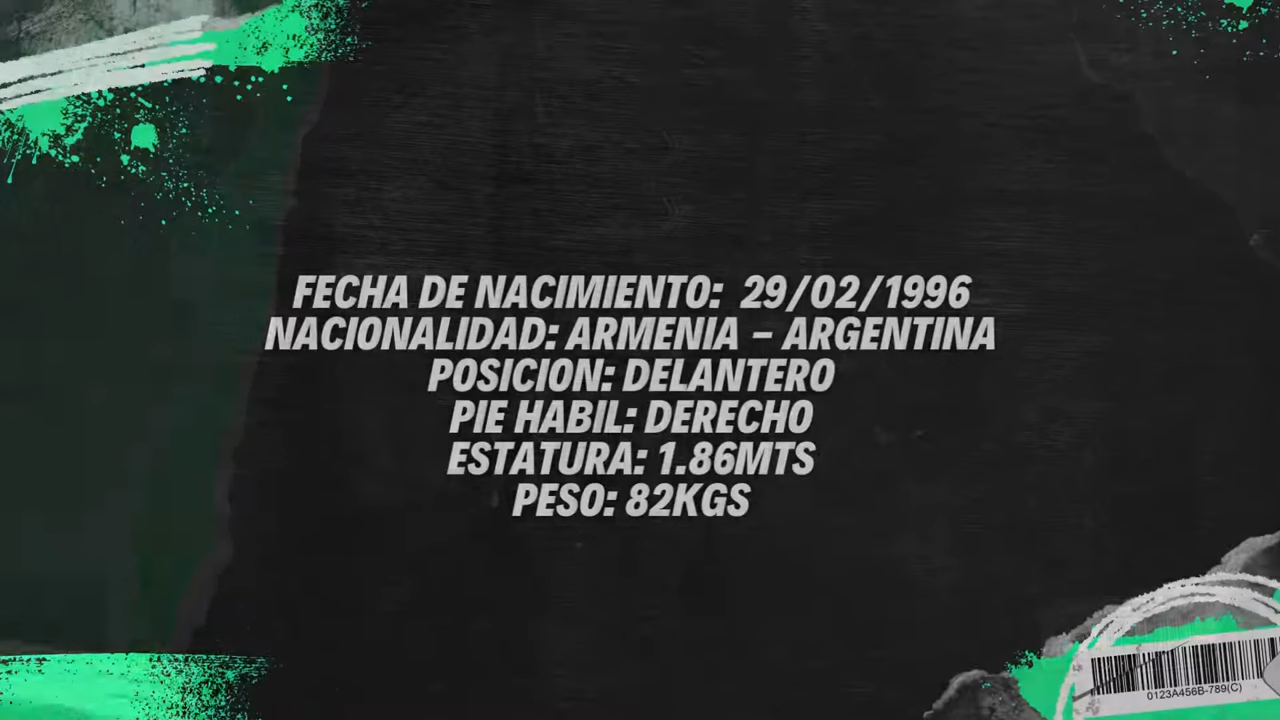 FECHA DE NACIMIENTO: 29/02/1996
NACIONALIDAD: ARMENIA - ARGENTINA
POSICION: DELANTERO
PIE HABIL: DERECHO
ESTATURA: 1.86MTS
PESO: 82KGS
0123A456B-789(C)